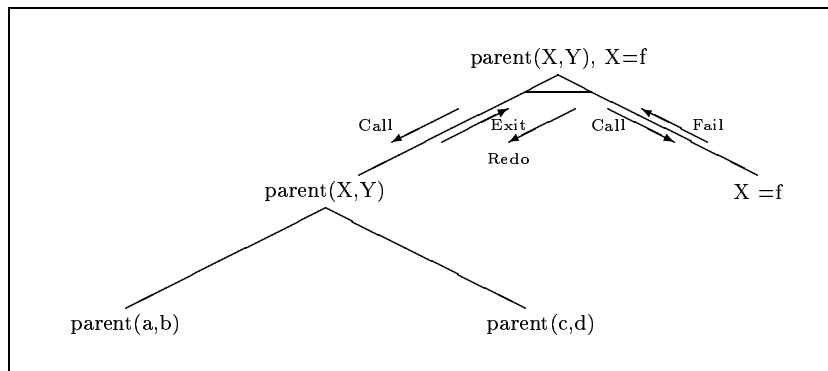 parent(X,Y), X=f
Call
Exit
Call
Fail
Redo
parent(X,Y)
X =f
parent(a,b)
parent(c,d)